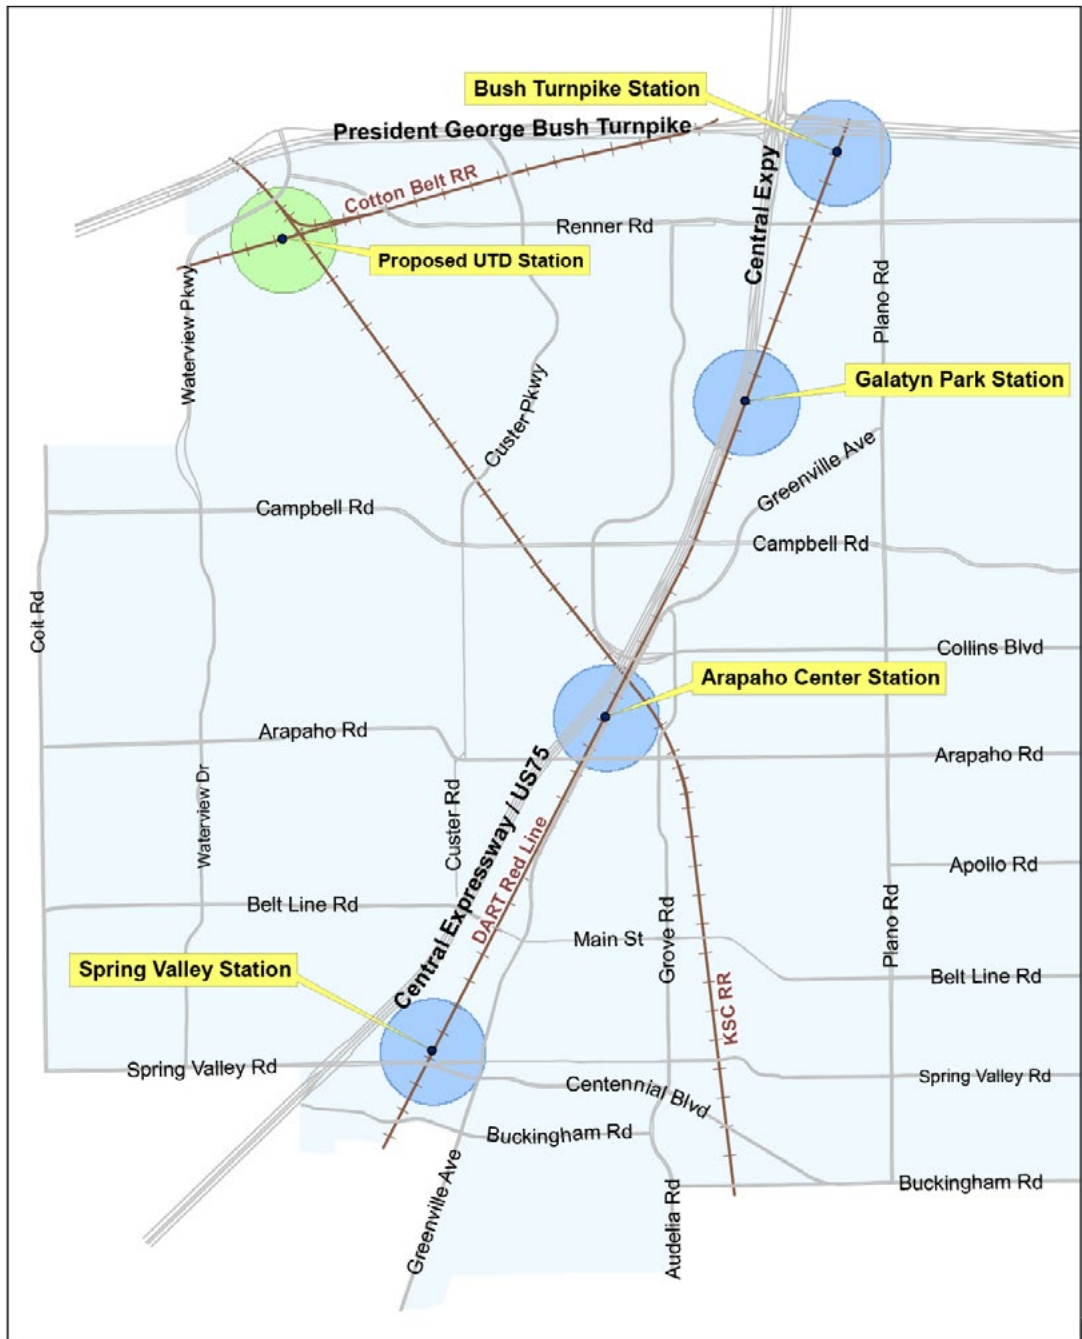 Bush Turnpike Station
President George Bush Turnpike
Cotton Belt RR
Central Expy
Renner Rd
Proposed UTD Station
Plano Rd
Waterview Pkwy
Galatyn Park Station
Custer Pkwy
Greenville Ave
Campbell Rd
Campbell Rd
Coit Rd
Collins Blvd
Arapaho Center Station
Arapaho Rd
Arapaho Rd
Central Expressway / US75
Waterview Dr
Custer Rd
DART Red Line
Apollo Rd
Belt Line Rd
Grove Rd
Plano Rd
Main St
Spring Valley Station
Belt Line Rd
KSC RR
Spring Valley Rd
Spring Valley Rd
Centennial Blvd
Buckingham Rd
Buckingham Rd
Greenville Ave
Audelia Rd